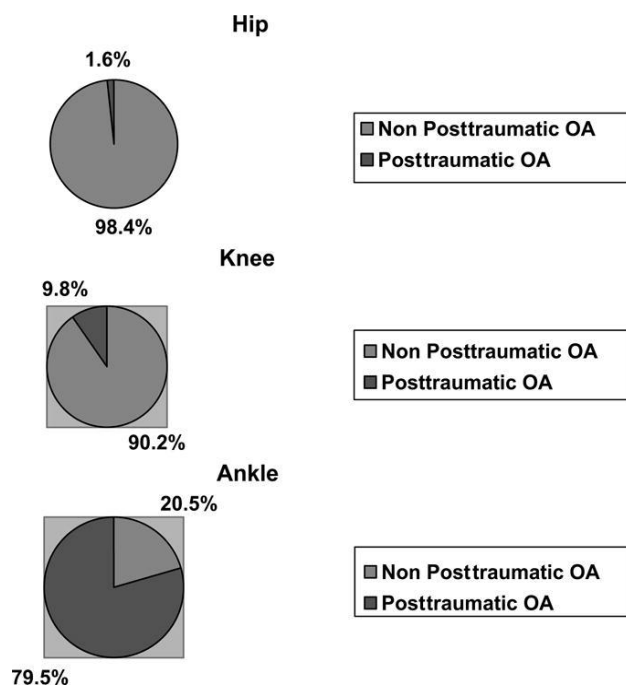 Hip
1.6%
98.4%
Non Posttraumatic OA
Posttraumatic OA
Knee
9.8%
90.2%
Non Posttraumatic OA
Posttraumatic OA
Ankle
20.5%
79.5%
Non Posttraumatic OA
Posttraumatic OA